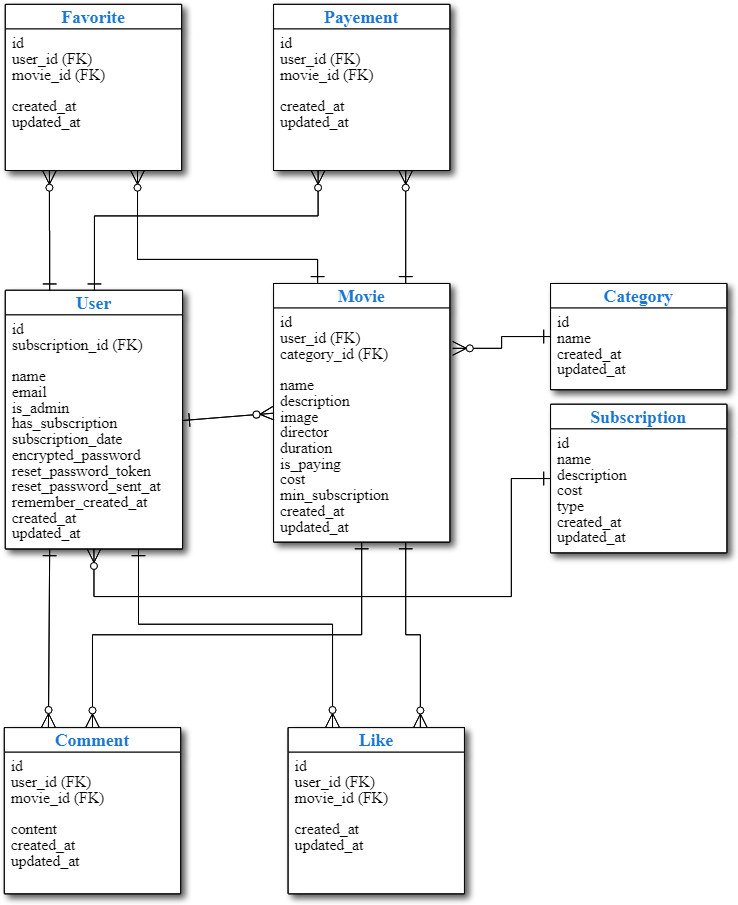 Favorite
id
user_id (FK)
movie_id (FK)
created_at
updated_at
Payement
id
user_id (FK)
movie_id (FK)
created_at
updated_at
User
id
subscription_id (FK)
name
email
is_admin
has_subscription
subscription_date
encrypted_password
reset_password_token
reset_password_sent_at
remember_created_at
created_at
updated_at
Movie
id
user_id (FK)
category_id (FK)
name
description
image
director
duration
is_paying
cost
min_subscription
created_at
updated_at
Category
id
name
created_at
updated_at
Subscription
id
name
description
cost
type
created_at
updated_at
Comment
id
user_id (FK)
movie_id (FK)
content
created_at
updated_at
Like
id
user_id (FK)
movie_id (FK)
created_at
updated_at